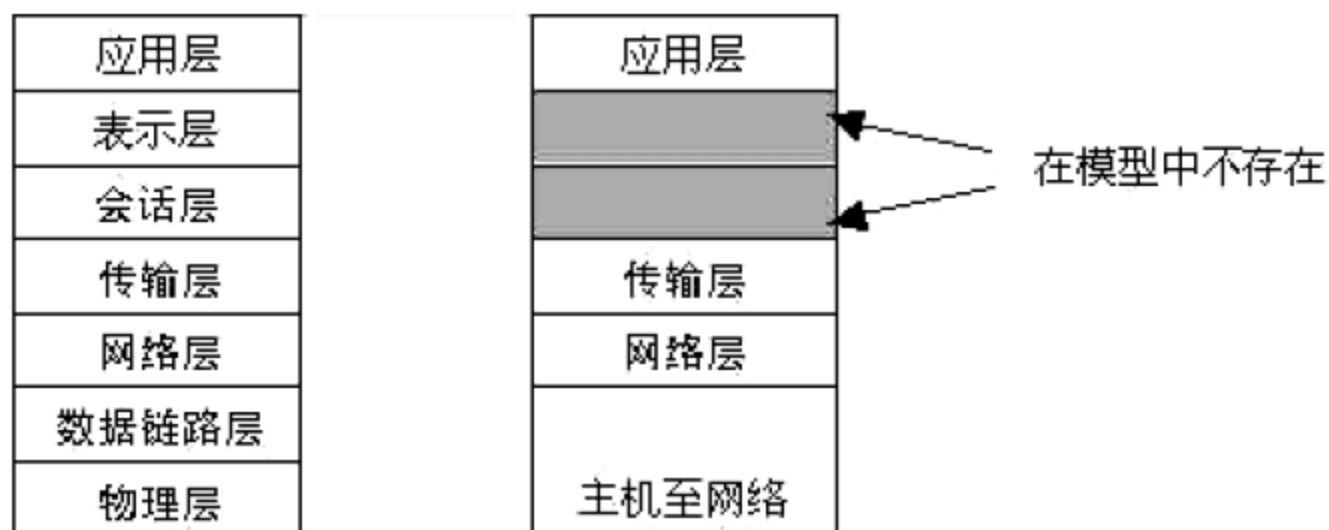 应用层
表示层
会话层
传输层
网络层
数据链路层
物理层
应用层
传输层
网络层
主机至网络
在模型中不存在